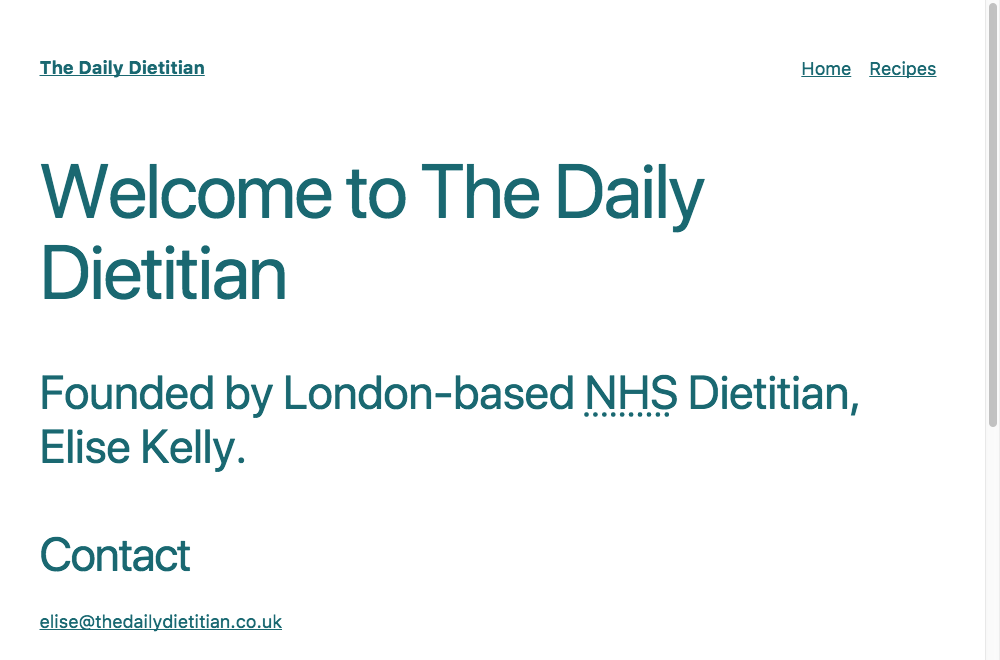 The Daily Dietitian
Home Recipes
Welcome to The Daily
Dietitian
Founded by London-based NHS Dietitian,
Elise Kelly.
Contact
elise@thedailydietitian.co.uk